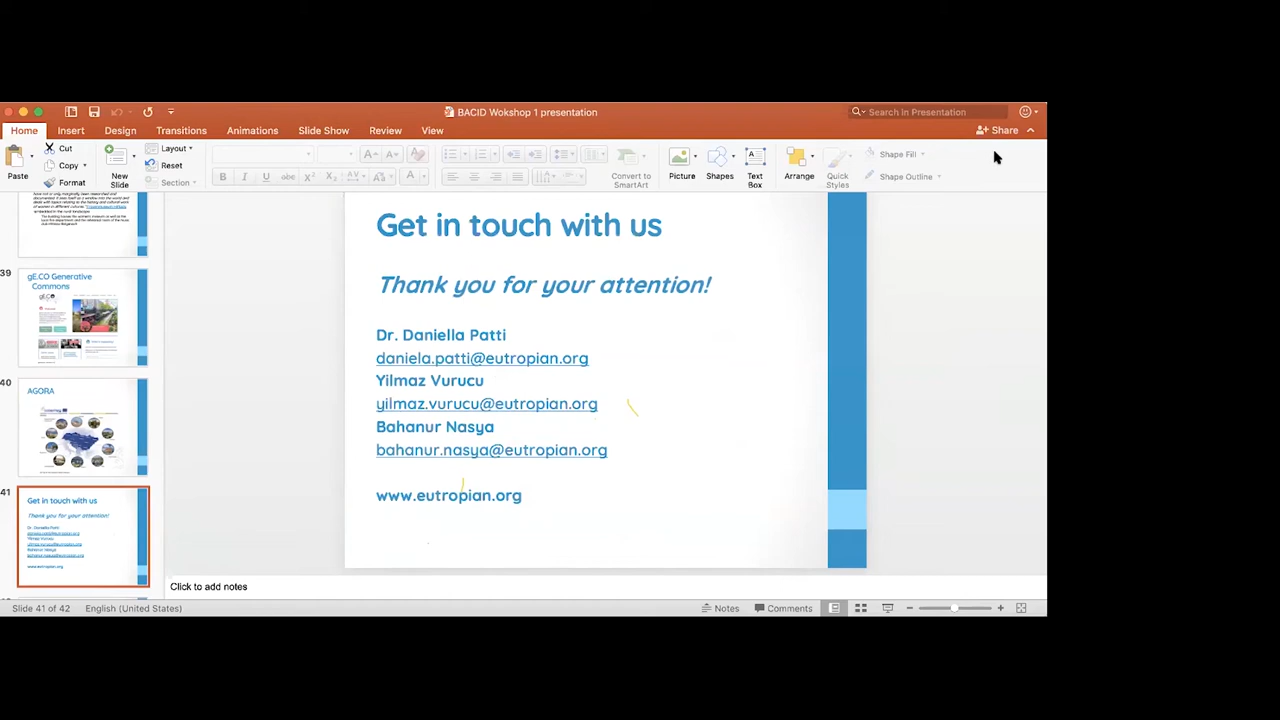 BACID Wokshop 1 presentation
Search in Presentation
Home
Insert
Design
Transitions
Animations
Slide Show
Review
View
Share
Paste
Cut
Copy
Format
New Slide
Layout
Reset
Section
Convert to SmartArt
Picture
Shapes
Text Box
Arrange
Quick Styles
Shape Fill
Shape Outline
39
gE.CO Generative
Commons
40
AGORA
41
Get in touch with us
Thank you for your attention!
Get in touch with us
Thank you for your attention!
Dr. Daniella Patti
daniela.patti@eutropian.org
Yilmaz Vurucu
yilmaz.vurucu@eutropian.org
Bahanur Nasya
bahanur.nasya@eutropian.org
www.eutropian.org
Click to add notes
Slide 41 of 42
English (United States)
Notes
Comments